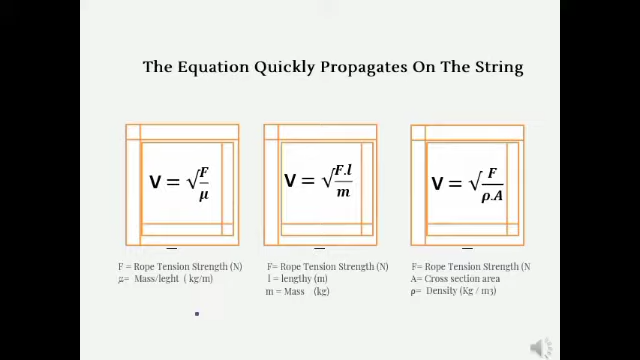 The Equation Quickly Propagates On The String
V = √F/μ
V = √F.l/m
V = √F/ρ.A
F = Rope Tension Strength (N)
μ= Mass/leght ( kg/m)
F= Rope Tension Strength (N)
l = lengthy (m)
m = Mass (kg)
F= Rope Tension Strength (N
A= Cross section area
ρ= Density (Kg / m3)